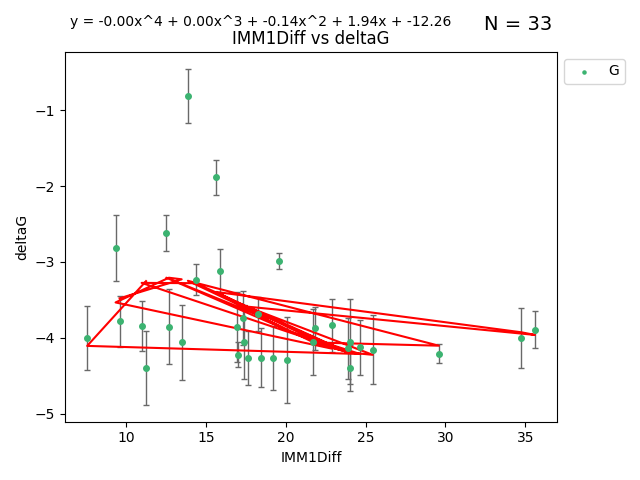 y = -0.00x^4 + 0.00x^3 + -0.14x^2 + 1.94x + -12.26
N = 33
IMM1Diff vs deltaG
G
−1
−2
−3
−4
−5
deltaG
10 15 20 25 30 35
IMM1Diff